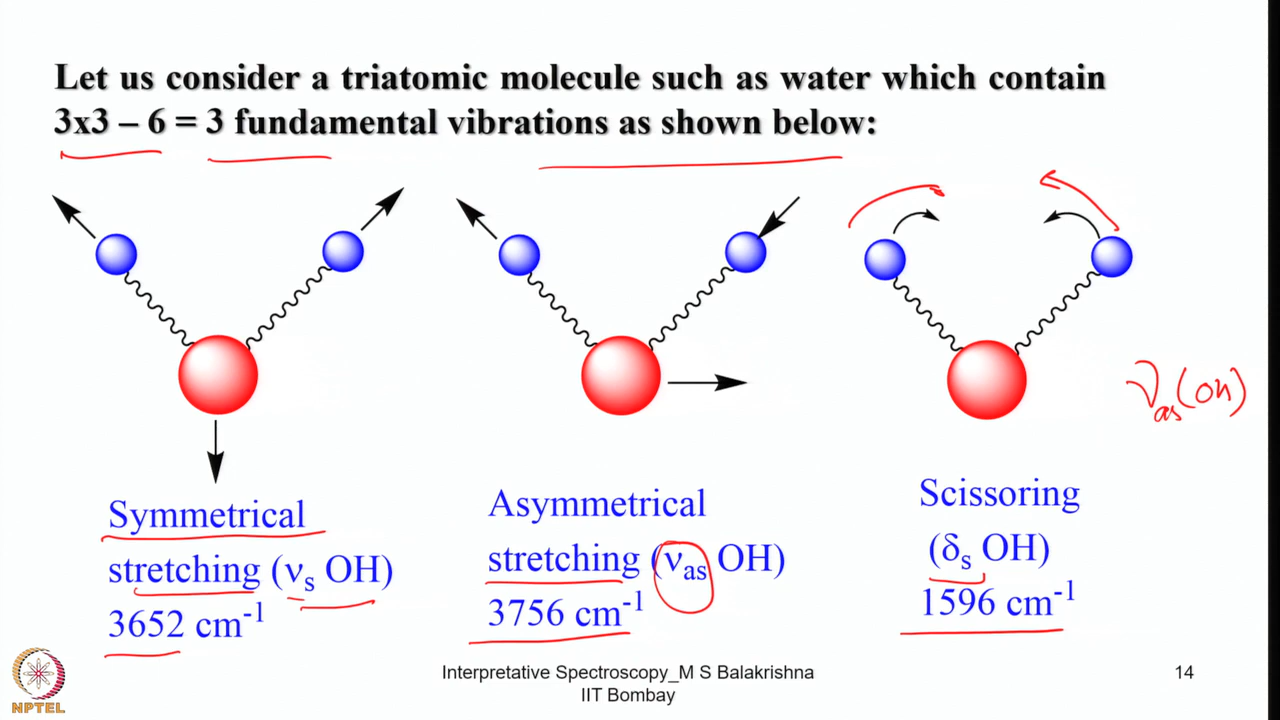 Let us consider a triatomic molecule such as water which contain
3x3 – 6 = 3 fundamental vibrations as shown below:
Symmetrical
stretching (νs OH)
3652 cm-1
Asymmetrical
stretching (νas OH)
3756 cm-1
Scissoring
(δs OH)
1596 cm-1
νas(OH)
Interpretative Spectroscopy_M S Balakrishna
IIT Bombay
14
NPTEL